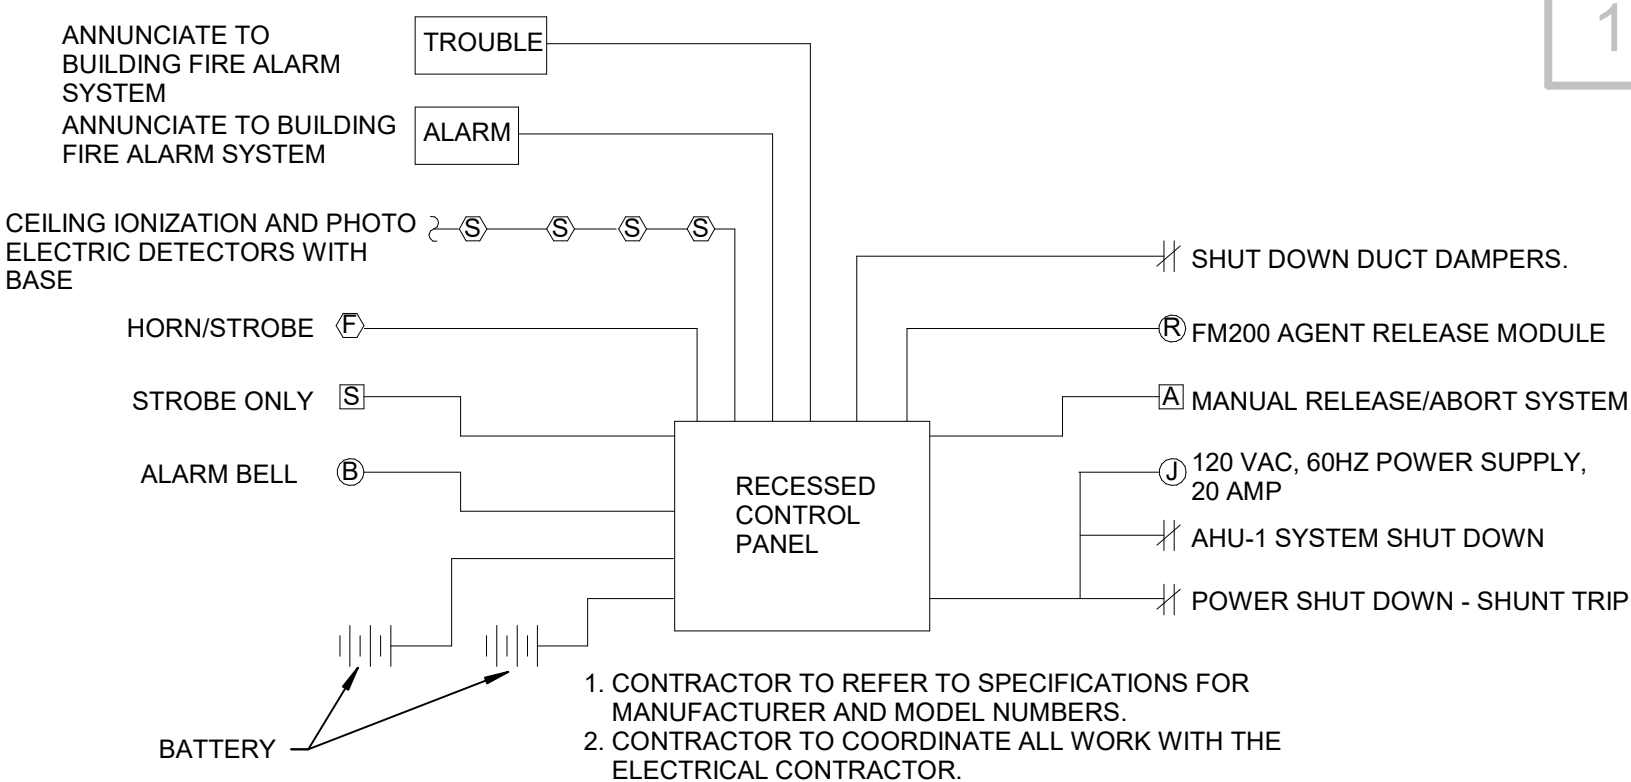 1
ANNUNCIATE TO
BUILDING FIRE ALARM
SYSTEM
TROUBLE
ANNUNCIATE TO BUILDING
FIRE ALARM SYSTEM
ALARM
CEILING IONIZATION AND PHOTO
ELECTRIC DETECTORS WITH
BASE
S S S S
HORN/STROBE F
STROBE ONLY S
ALARM BELL B
BATTERY
RECESSED
CONTROL
PANEL
SHUT DOWN DUCT DAMPERS.
R FM200 AGENT RELEASE MODULE
A MANUAL RELEASE/ABORT SYSTEM
J 120 VAC, 60HZ POWER SUPPLY,
20 AMP
AHU-1 SYSTEM SHUT DOWN
POWER SHUT DOWN - SHUNT TRIP
1. CONTRACTOR TO REFER TO SPECIFICATIONS FOR
MANUFACTURER AND MODEL NUMBERS.
2. CONTRACTOR TO COORDINATE ALL WORK WITH THE
ELECTRICAL CONTRACTOR.